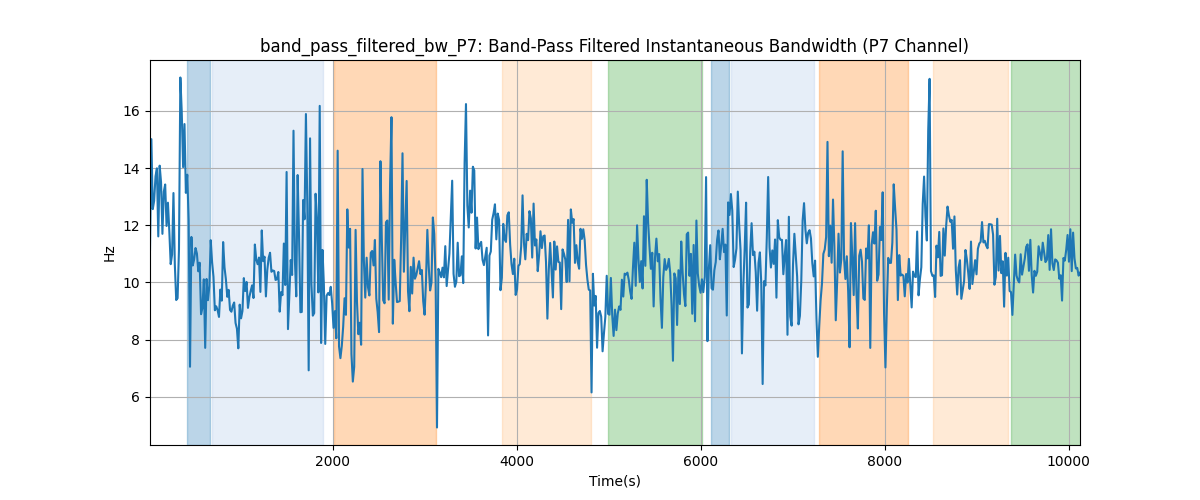 band_pass_filtered_bw_P7: Band-Pass Filtered Instantaneous Bandwidth (P7 Channel)
16
14
12
10
8
6
Hz
2000 4000 6000 8000 10000
Time(s)